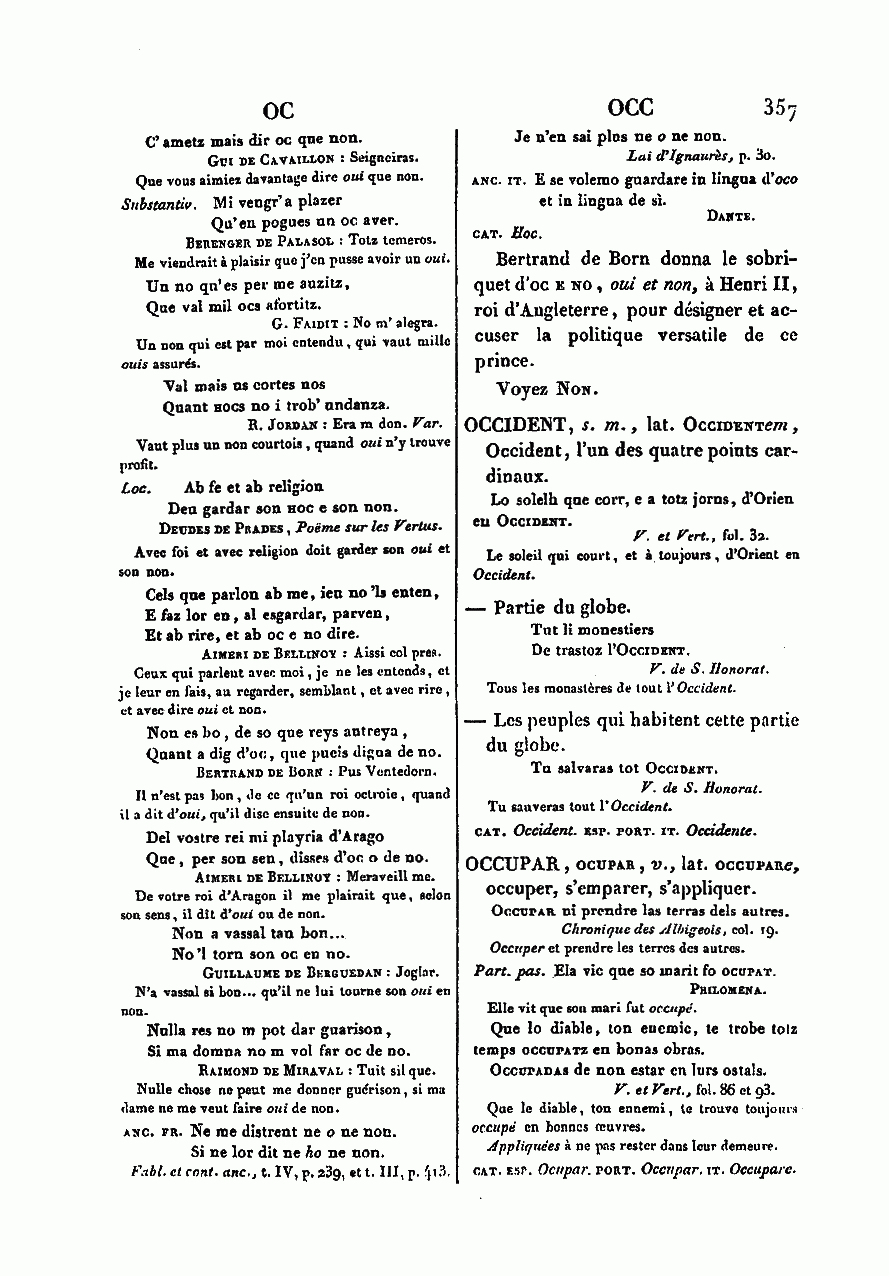 OC
OCC 357
C'ametz mais dir oc que non.
GUI DE CAVAILLON : Seigneiras.
Que vous aimiez davantage dire oui que non.
Substantiv. Mi vengr'a plazer
Qu'en pogues un oc aver.
BERENGER DE PALASOL : Totz temeros.
Me viendrait à plaisir que j'en pusse avoir un oui.
Un no qu'es per me auzitz,
Que val mil ocs afortitz.
G. FAIDIT : No m'alegra.
Un non qui est par moi entendu, qui vaut mille
ouis assurés.
Val mais us cortes nos
Quant HOCS no i trob' andanza.
R. JORDAN : Era m don. Var.
Vaut plus un non courtois, quand oui n'y trouve
profit.
Loc. Ab fe et ab religion
Deu gardar son HOC e son non.
DEUDES DE PRADES, Poëme sur les Vertus.
Avec foi et avec religion doit garder son oui et
son non.
Cels que parlon ab me, ieu no 'ls enten,
E faz lor en, al esgardar, parven,
Et ab rire, et ab oc e no dire.
AIMERI DE BELLINOY : Aissi col pres.
Ceux qui parlent avec moi, je ne les entends, et
je leur en fais, au regarder, semblant, et avec rire,
et avec dire oui et non.
Non es bo, de so que reys autreya,
Quant a dig d'oc, que pueis digua de no.
BERTRAND DE BORN : Pus Ventedorn.
Il n'est pas bon, de ce qu'un roi octroie, quand
il a dit d'oui, qu'il dise ensuite de non.
Del vostre rei mi playria d'Arago
Que, per son sen, disses d'oc o de no.
AIMERI DE BELLINOY : Meraveill me.
De votre roi d'Aragon il me plairait que, selon
son sens, il dît d'oui ou de non.
Non a vassal tan bon...
No 'l torn son oc en no.
GUILLAUME DE BERGUEDAN : Joglar.
N'a vassal si bon... qu'il ne lui tourne son oui en
non.
Nulla res no m pot dar guarison,
Si ma domna no m vol far oc de no.
RAIMOND DE MIRAVAL : Tuit silque.
Nulle chose ne peut me donner guérison, si ma
dame ne me veut faire oui de non.
ANC. FR. Ne me distrent ne o ne non.
Si ne lor dit ne ho ne non.
Fabl. et cont. anc., t. IV, p. 239, et t. III, p. 413.
Je n'en sai plus ne o ne non.
Lai d'Ignaurès, p. 30.
ANC. IT. E se volemo guardare in lingua d'oco
et in lingua de sì.
DANTE.
CAT. Hoc.
Bertrand de Born donna le sobri-
quet d'oc E NO, oui et non, à Henri II,
roi d'Angleterre, pour désigner et ac-
cuser la politique versatile de ce
prince.
Voyez NON.
OCCIDENT, s. m., lat. OCCIDENTem,
Occident, l'un des quatre points car-
dinaux.
Lo solelh que corr, e a totz jorns, d'Orien
en OCCIDENT.
V. et Vert., fol. 32.
Le soleil qui court, et à toujours, d'Orient en
Occident.
— Partie du globe.
Tut li monestiers
De trastoz l'OCCIDENT.
V. de S. Honorat.
Tous les monastères de tout l'Occident.
— Les peuples qui habitent cette partie
du globe.
Tu salvaras tot OCCIDENT.
V. de S. Honorat.
Tu sauveras tout l'Occident.
CAT. Occident. ESP. PORT. IT. Occidente.
OCCUPAR, OCUPAR, v., lat. OCCUPARe,
occuper, s'emparer, s'appliquer.
OCCUPAR ni prendre las terras dels autres.
Chronique des Albigeois, col. 19.
Occuper et prendre les terres des autres.
Part. pas. Ela vic que so marit fo OCUPAT.
PHILOMENA.
Elle vit que son mari fut occupé.
Que lo diable, ton enemic, te trobe totz
temps OCCUPATZ en bonas obras.
OCCUPADAS de non estar en lurs ostals.
V. et Vert., fol. 86 et 93.
Que le diable, ton ennemi, te trouve toujours
occupé en bonnes œuvres.
Appliquées à ne pas rester dans leur demeure.
CAT. ESP. Ocupar. PORT. Occupar. IT. Occupare.